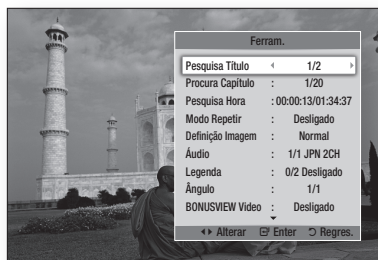 Ferram.
Pesquisa Título 1/2
Procura Capítulo : 1/20
Pesquisa Hora : 00:00:13/01:34:37
Modo Repetir : Desligado
Definição Imagem : Normal
Áudio : 1/1 JPN 2CH
Legenda : 0/2 Desligado
Ângulo : 1/1
BONUSVIEW Video : Desligado
Alterar Enter Regres.